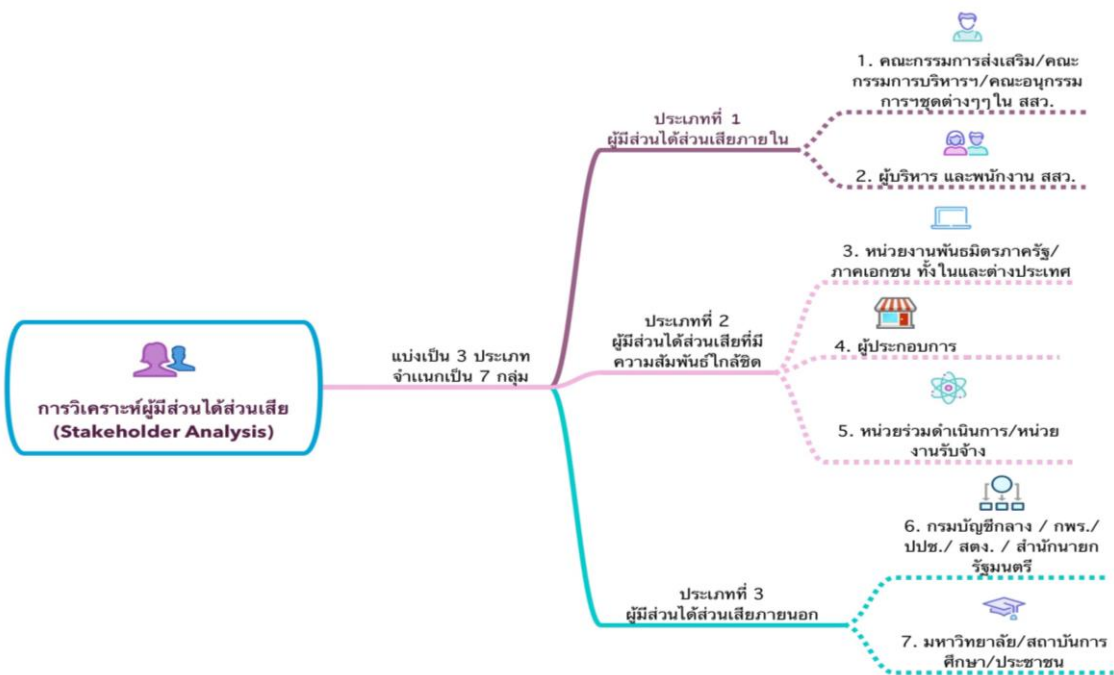 การวิเคราะห์ผู้มีส่วนได้ส่วนเสีย
(Stakeholder Analysis)
แบ่งเป็น 3 ประเภท
จำแนกเป็น 7 กลุ่ม
ประเภทที่ 1
ผู้มีส่วนได้ส่วนเสียภายใน
1. คณะกรรมการส่งเสริม/คณะ
กรรมการบริหารฯ/คณะอนุกรรม
การฯชุดต่างๆๆใน สสว.
2. ผู้บริหาร และพนักงาน สสว.
ประเภทที่ 2
ผู้มีส่วนได้ส่วนเสียที่มี
ความสัมพันธ์ใกล้ชิด
3. หน่วยงานพันธมิตรภาครัฐ/
ภาคเอกชน ทั้งในและต่างประเทศ
4. ผู้ประกอบการ
5. หน่วยร่วมดำเนินการ/หน่วย
งานรับจ้าง
ประเภทที่ 3
ผู้มีส่วนได้ส่วนเสียภายนอก
6. กรมบัญชีกลาง / กพร./
ปปช./ สตง. / สำนักนายก
รัฐมนตรี
7. มหาวิทยาลัย/สถาบันการ
ศึกษา/ประชาชน